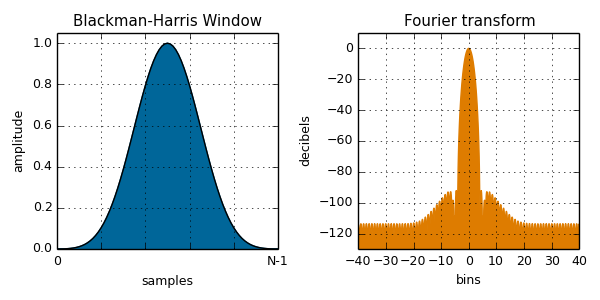 Blackman-Harris Window
1.0
0.8
0.6
0.4
0.2
0.0
amplitude
0 N-1
samples
Fourier transform
0
−20
−40
−60
−80
−100
−120
decibels
−40 −30 −20 −10 0 10 20 30 40
bins